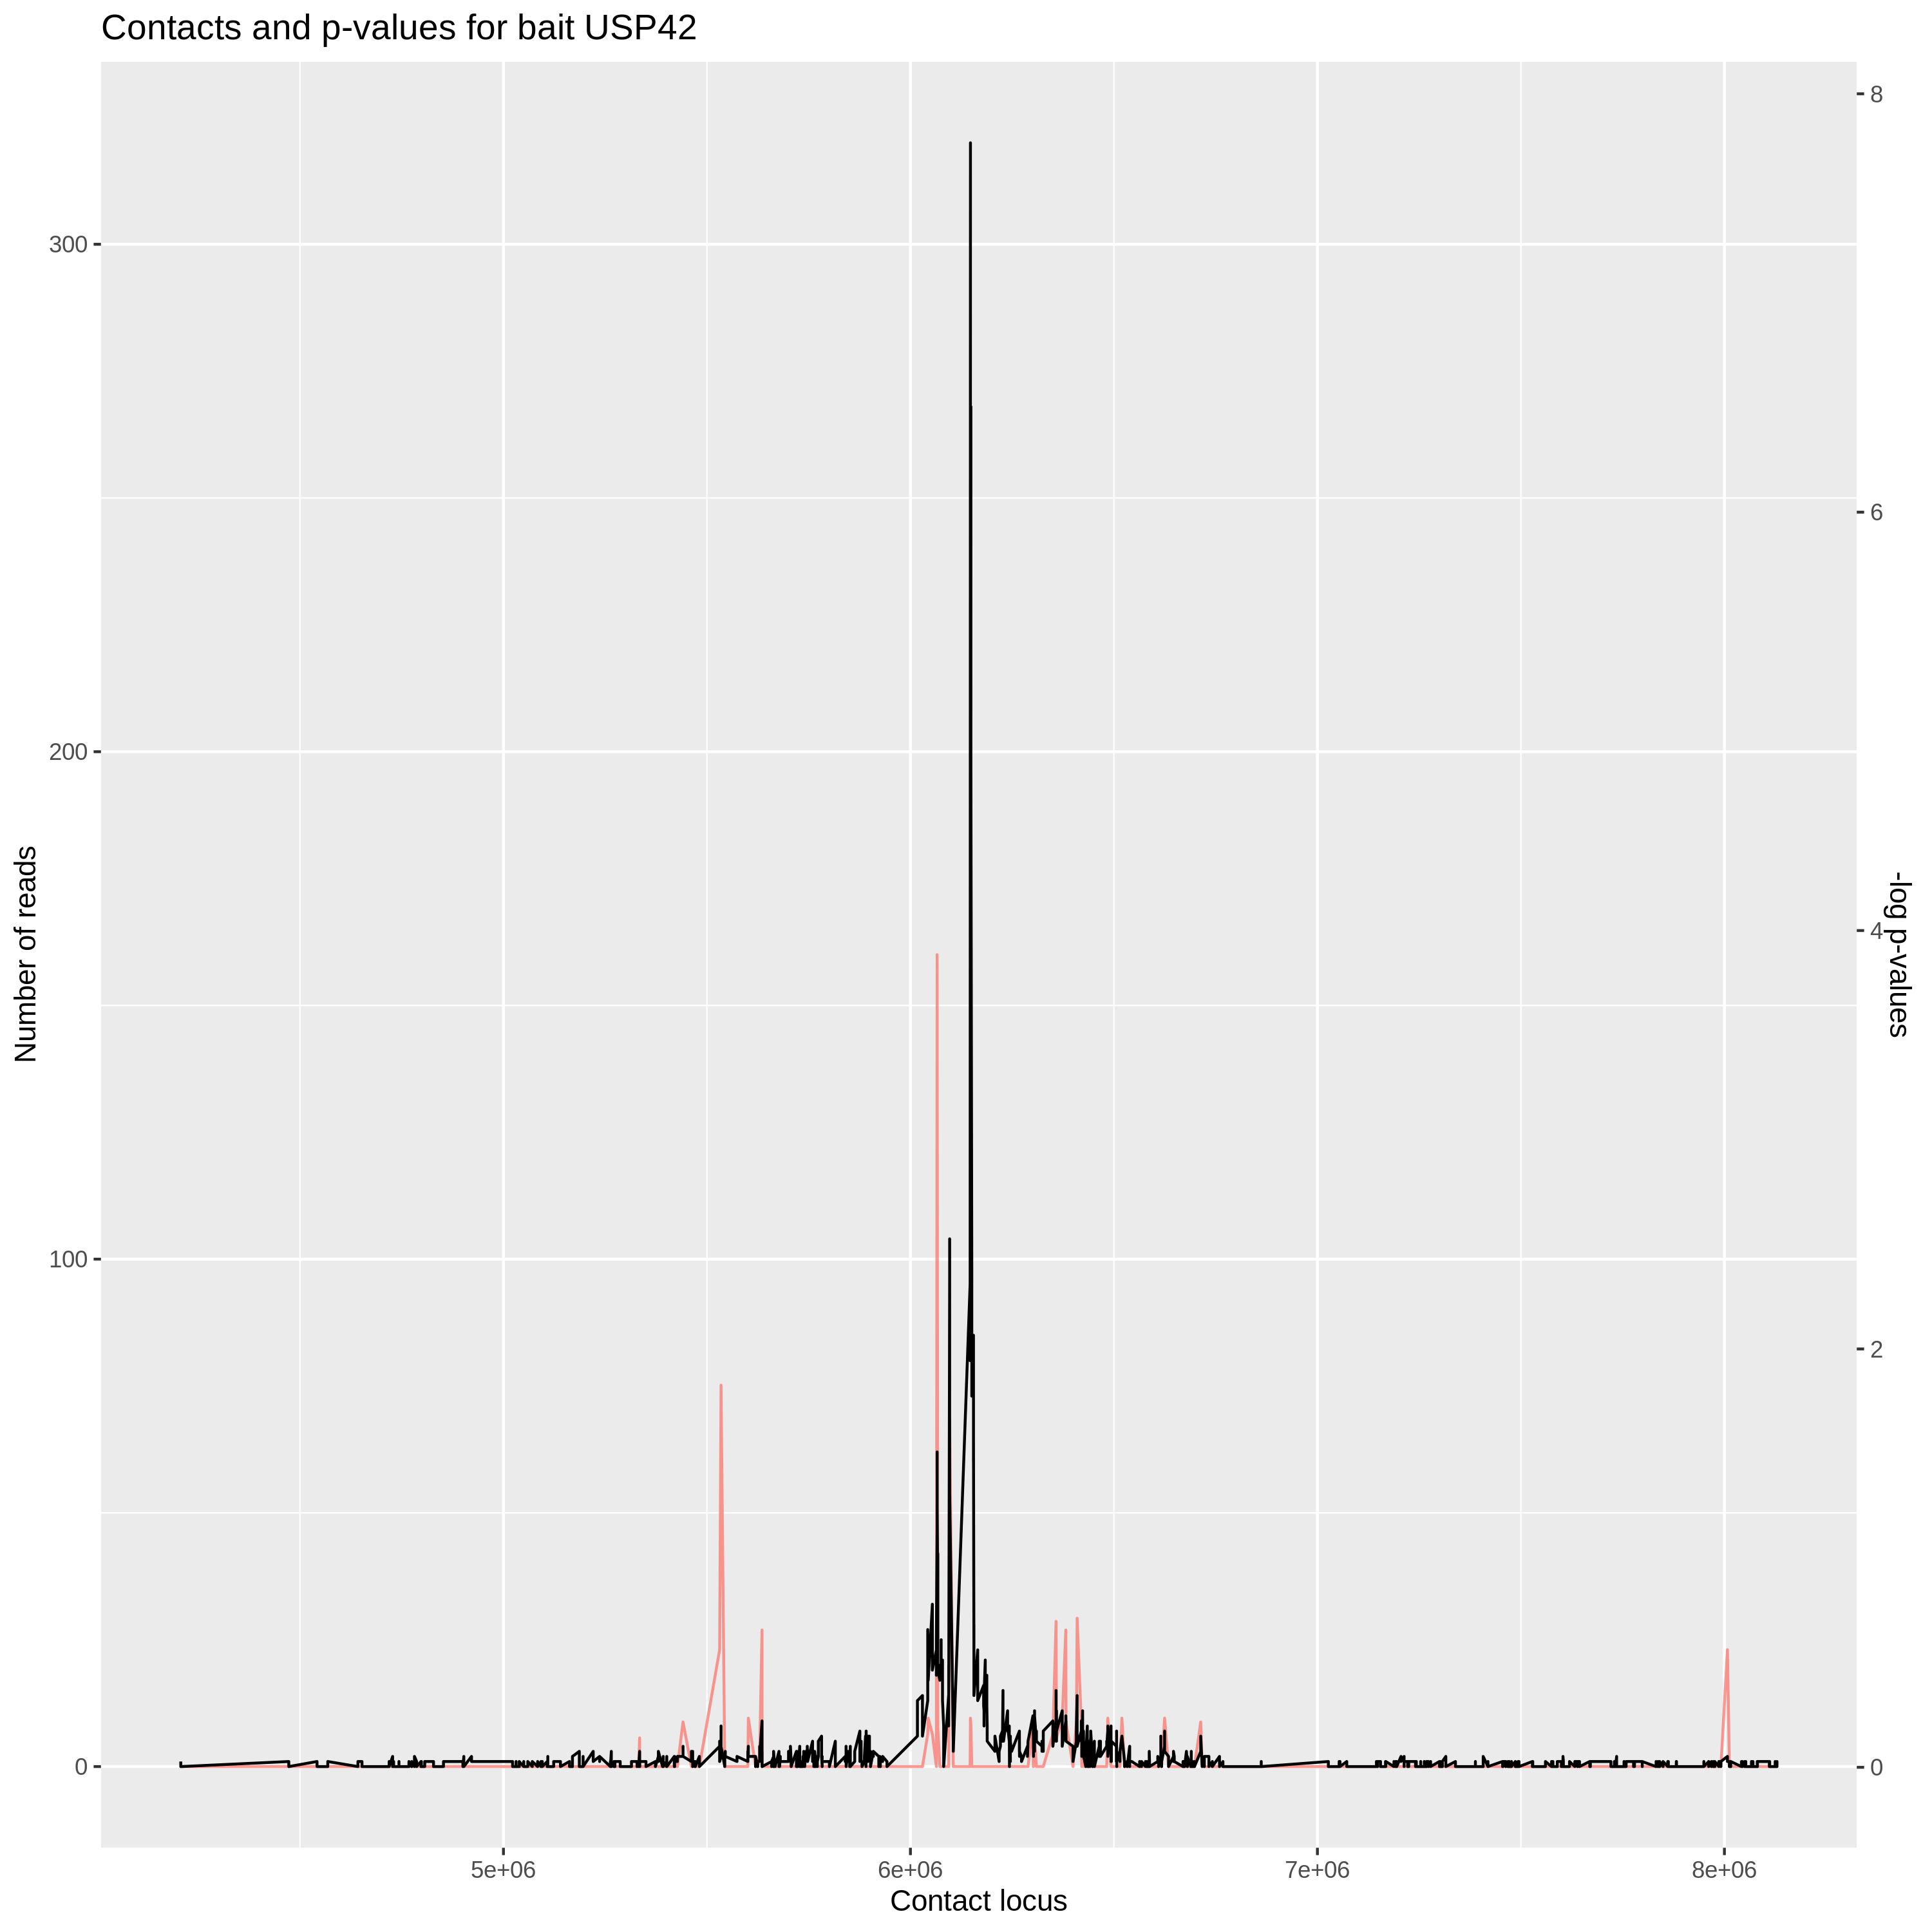 Contacts and p-values for bait USP42
300
200
100
0
Number of reads
8
6
4
2
0
-log p-values
5e+06
6e+06
7e+06
8e+06
Contact locus